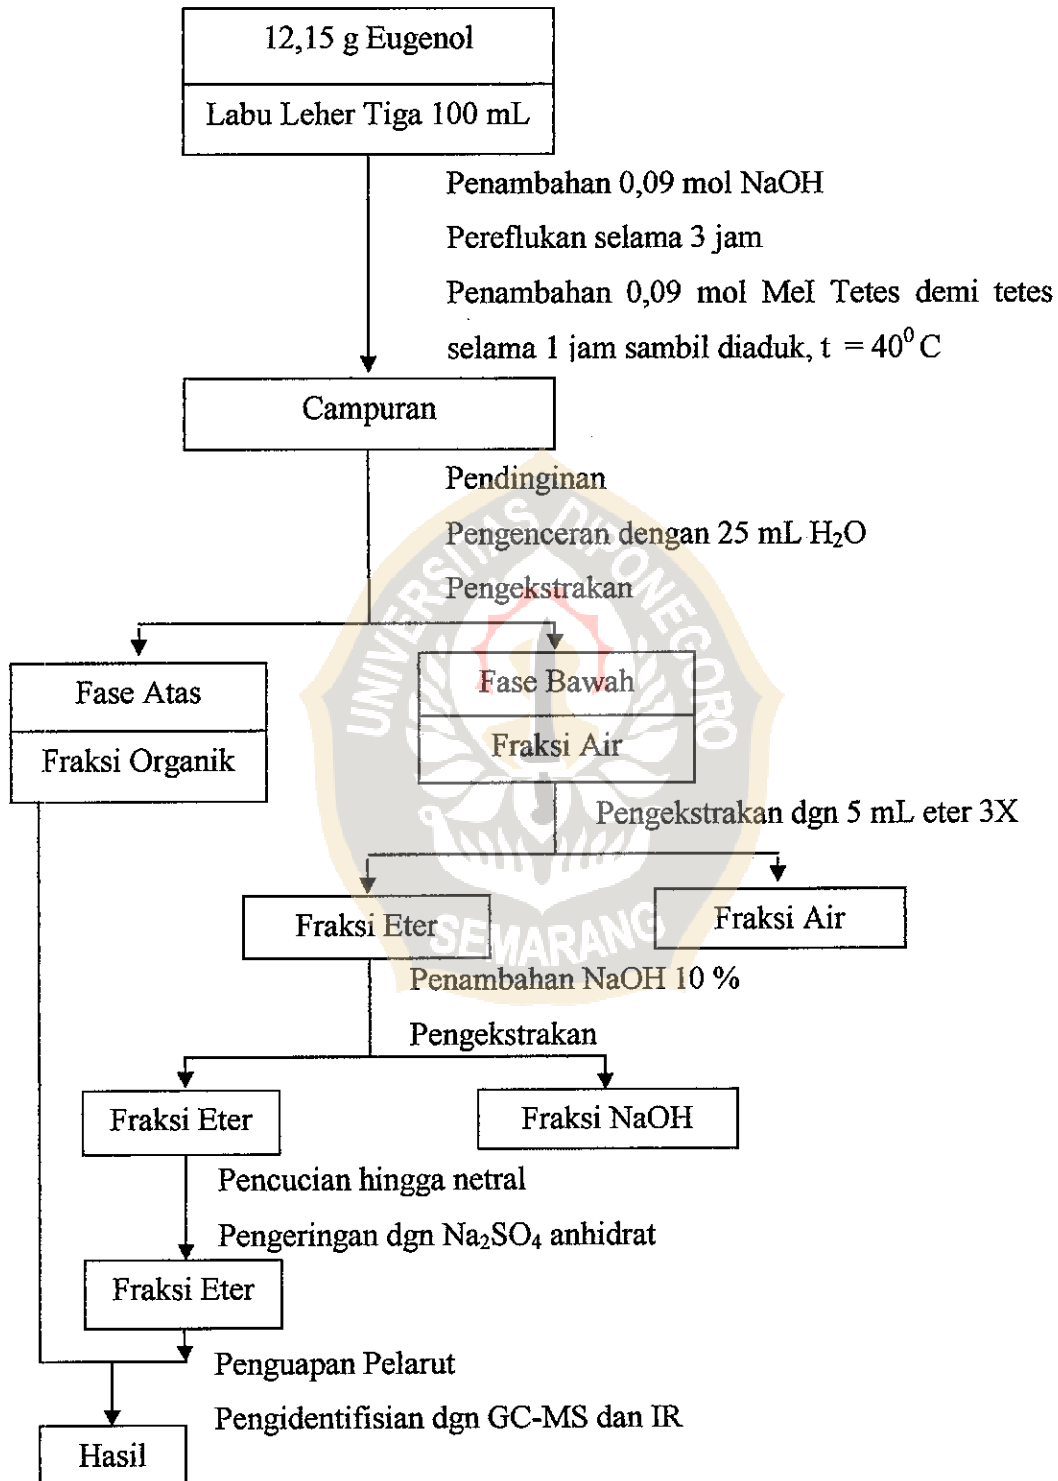 12,15 g Eugenol
Labu Leher Tiga 100 mL
Penambahan 0,09 mol NaOH
Pereflukan selama 3 jam
Penambahan 0,09 mol MeI Tetes demi tetes
selama 1 jam sambil diaduk, t = 40⁰ C
Campuran
Pendinginan
Pengenceran dengan 25 mL H₂O
Pengekstrakan
Fase Atas
Fraksi Organik
Fase Bawah
Fraksi Air
Pengekstrakan dgn 5 mL eter 3X
Fraksi Eter
Fraksi Air
Penambahan NaOH 10 %
Pengekstrakan
Fraksi Eter
Fraksi NaOH
Pencucian hingga netral
Pengeringan dgn Na₂SO₄ anhidrat
Fraksi Eter
Penguapan Pelarut
Pengidentifisian dgn GC-MS dan IR
Hasil
UNIVERSITAS DIPONEGORO
SEMARANG